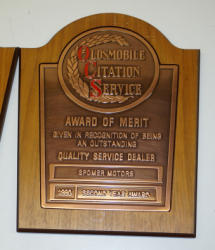 OLDSMOBILE
CITATION
SERVICE
AWARD OF MERIT
GIVEN IN RECOGNITION OF BEING
AN OUTSTANDING
QUALITY SERVICE DEALER
SPOMER MOTORS
1990 SECOND YEAR AWARD